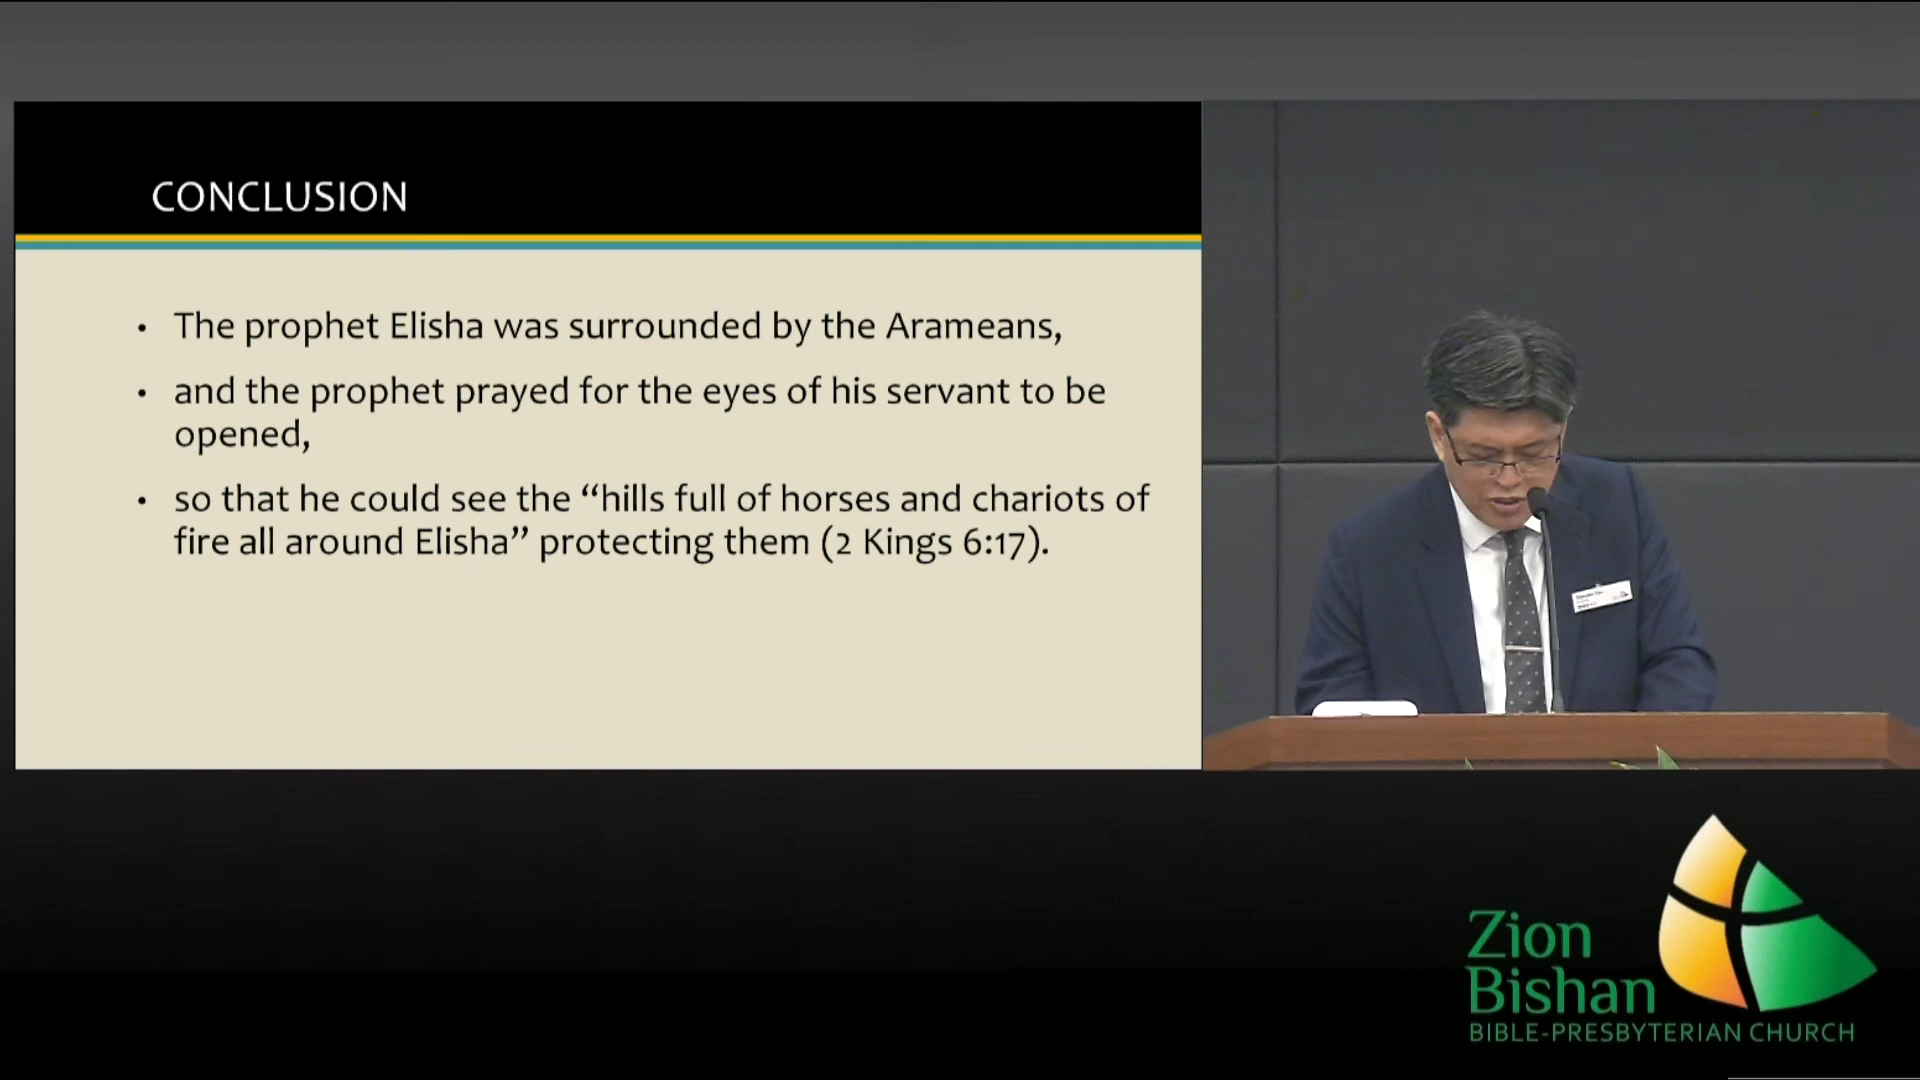 CONCLUSION
• The prophet Elisha was surrounded by the Arameans,
• and the prophet prayed for the eyes of his servant to be
opened,
• so that he could see the “hills full of horses and chariots of
fire all around Elisha” protecting them (2 Kings 6:17).
Zion
Bishan
BIBLE-PRESBYTERIAN CHURCH